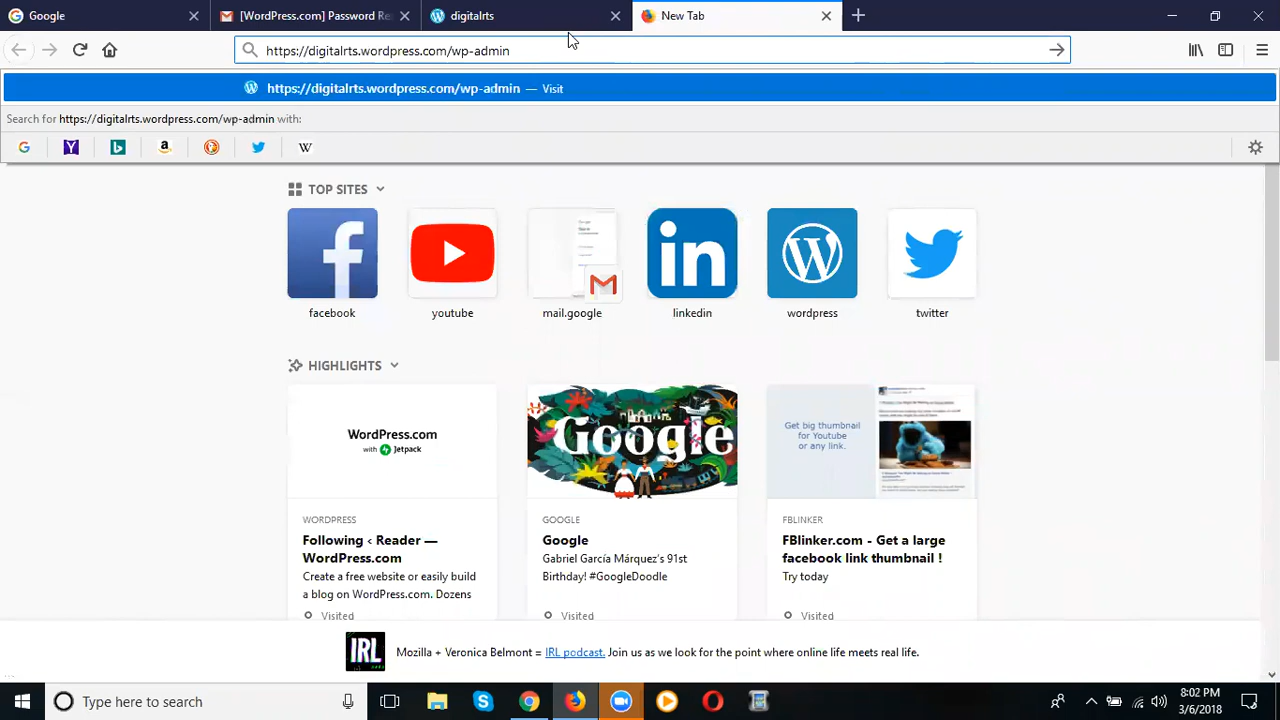 Google
[WordPress.com] Password Re
digitalrts
New Tab
https://digitalrts.wordpress.com/wp-admin
https://digitalrts.wordpress.com/wp-admin — Visit
Search for https://digitalrts.wordpress.com/wp-admin with:
TOP SITES
facebook
youtube
mail.google
linkedin
wordpress
twitter
HIGHLIGHTS
WordPress.com
with Jetpack
Google
Get big thumbnail
for Youtube
or any link.
WORDPRESS
Following < Reader —
WordPress.com
Create a free website or easily build
a blog on WordPress.com. Dozens
Visited
GOOGLE
Google
Gabriel García Márquez's 91st
Birthday! #GoogleDoodle
Visited
FBLINKER
FBlinker.com - Get a large
facebook link thumbnail !
Try today
Visited
IRL
Mozilla + Veronica Belmont = IRL podcast. Join us as we look for the point where online life meets real life.
Type here to search
8:02 PM
3/6/2018